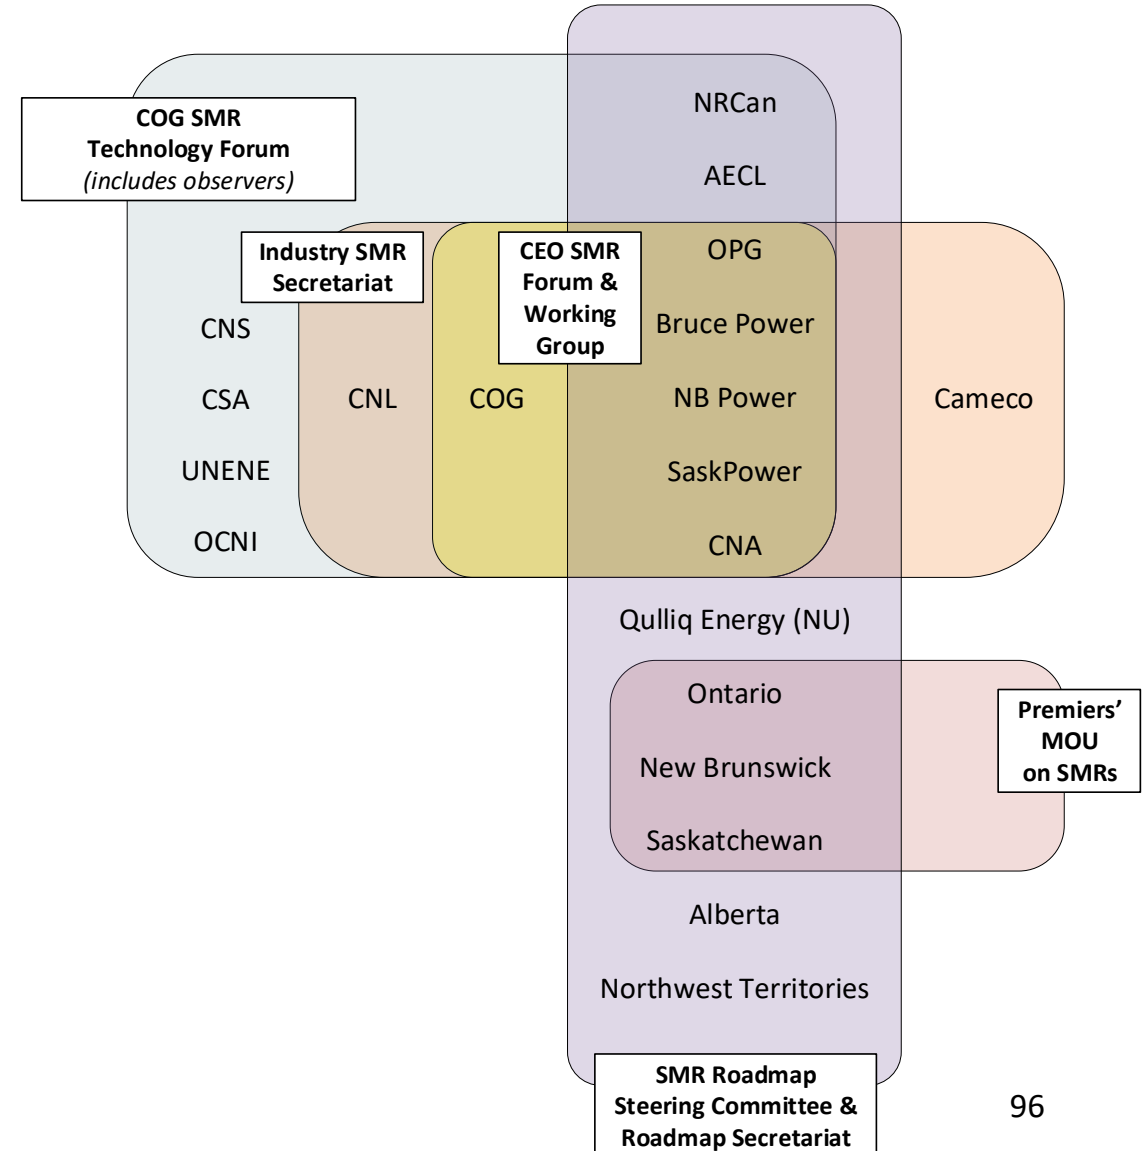 NRCan
COG SMR
Technology Forum
(includes observers)
AECL
Industry SMR
Secretariat
CEO SMR
Forum &
Working
Group
OPG
CNS
Bruce Power
CSA
CNL
COG
NB Power
Cameco
UNENE
SaskPower
OCNI
CNA
Qulliq Energy (NU)
Ontario
Premiers’
MOU
on SMRs
New Brunswick
Saskatchewan
Alberta
Northwest Territories
SMR Roadmap
Steering Committee &
Roadmap Secretariat
96